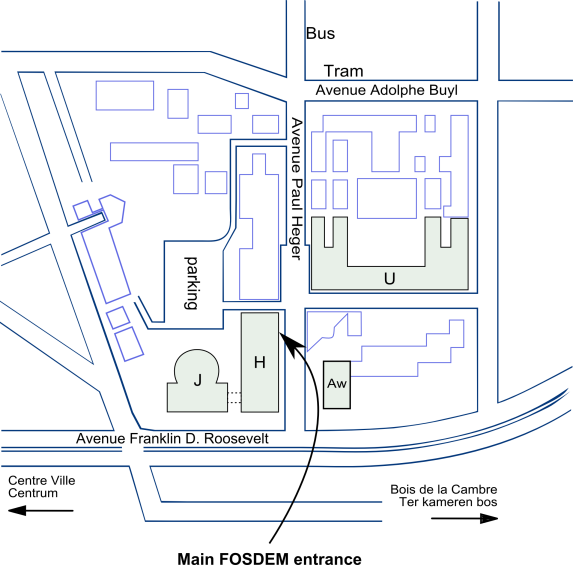 Bus
Tram
Avenue Adolphe Buyl
Avenue Paul Heger
parking
U
H
J
Aw
Avenue Franklin D. Roosevelt
Centre Ville
Centrum
Bois de la Cambre
Ter kameren bos
Main FOSDEM entrance